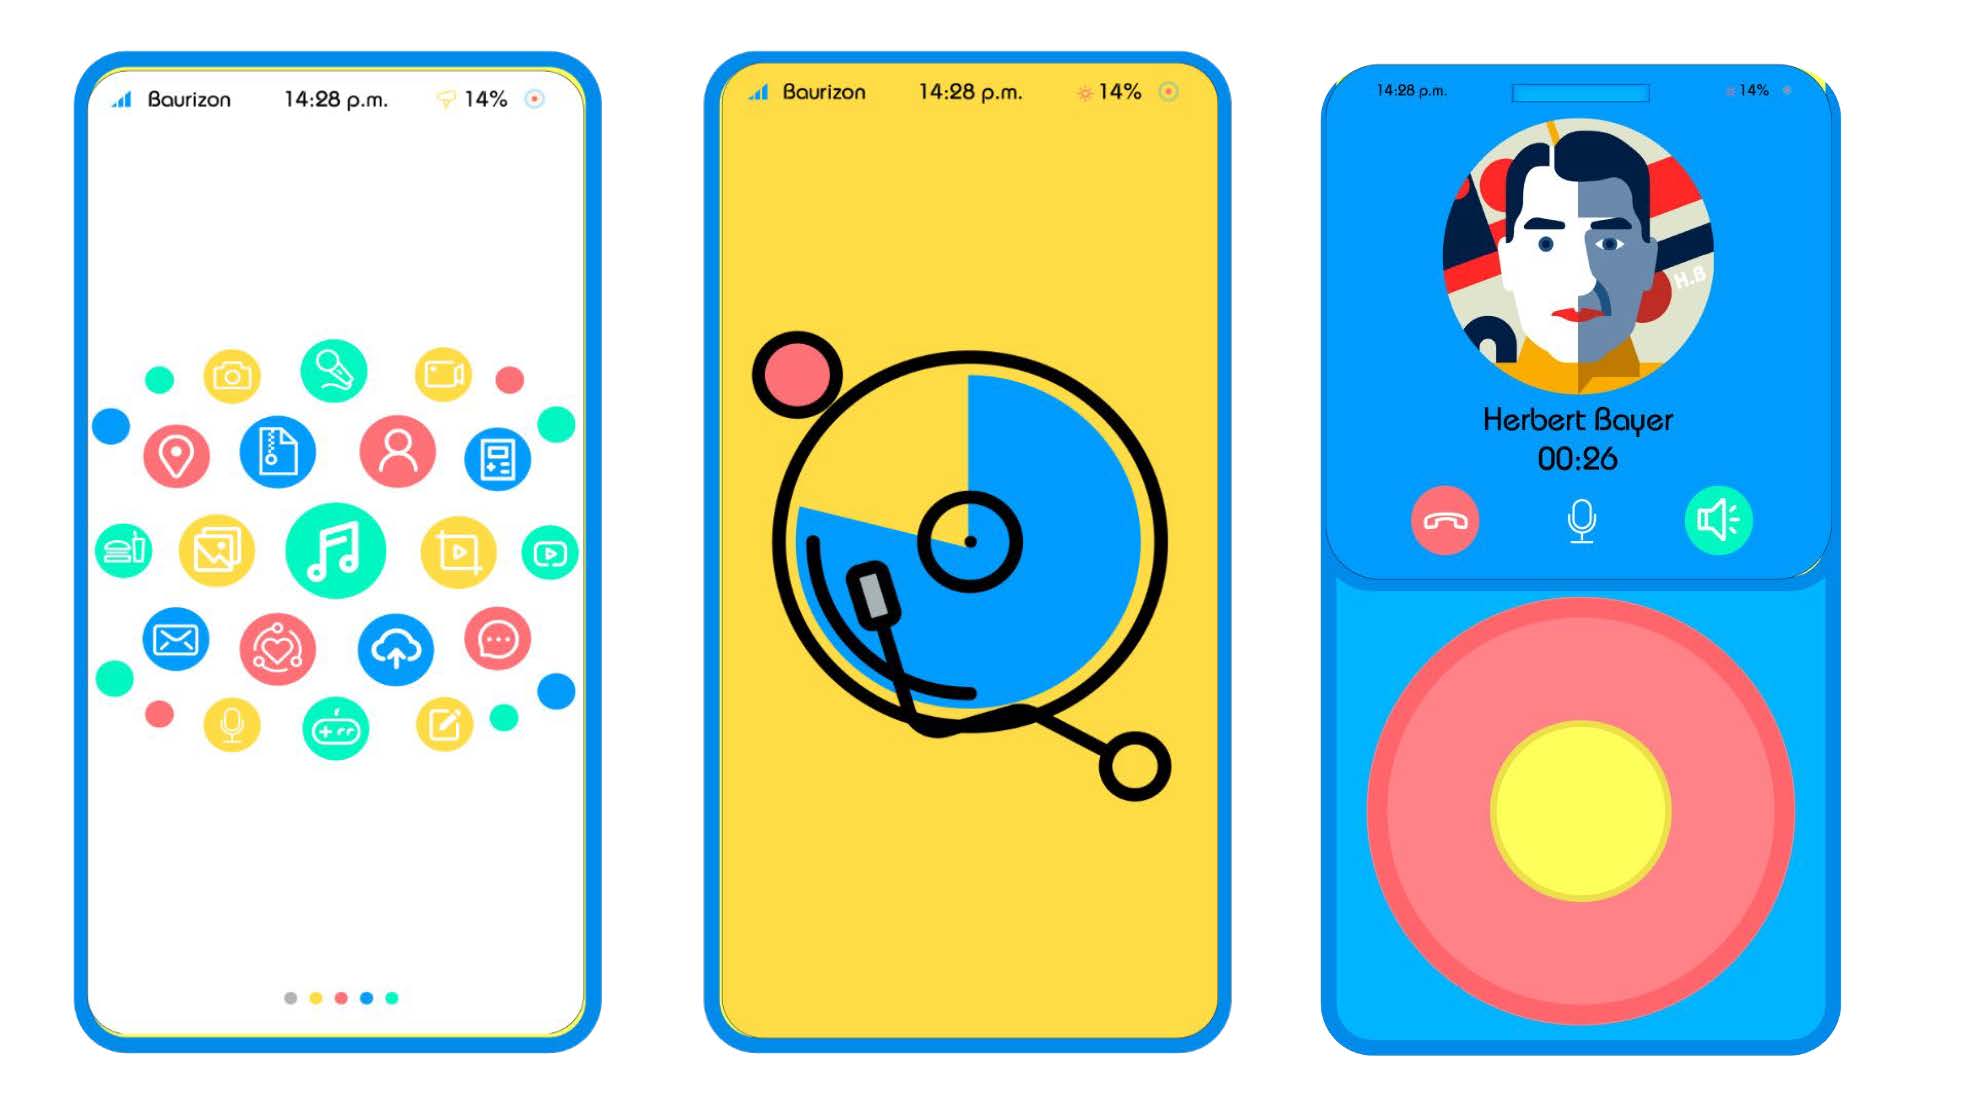 Baurizon 14:28 p.m. 14%
Baurizon 14:28 p.m. 14%
14:28 p.m. 14%
H.B
Herbert Bayer
00:26